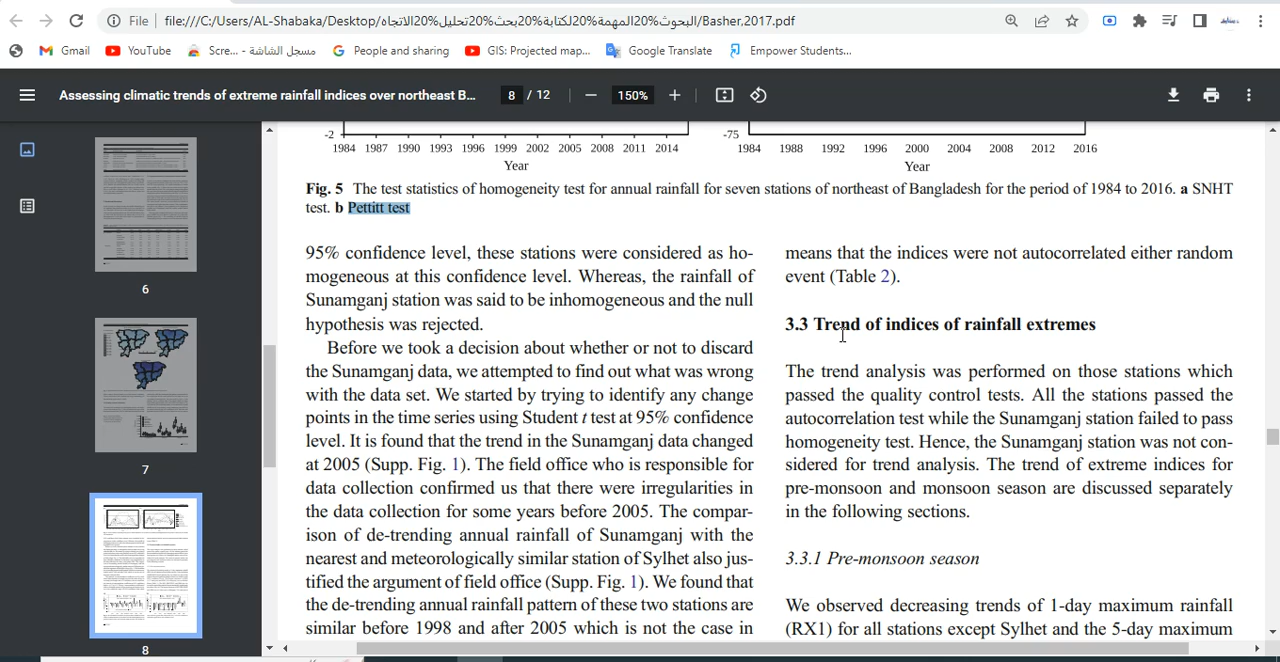 File
file:///C:/Users/AL-Shabaka/Desktop/البحوث%20المهمة%20لكتابة%20بحث%20تحليل%20الاتجاه/Basher,2017.pdf
Gmail
YouTube
Scre... - مسجل الشاشة
People and sharing
GIS: Projected map...
Google Translate
Empower Students...
Assessing climatic trends of extreme rainfall indices over northeast B...
8 / 12
150%
6
7
8
-2
1984 1987 1990 1993 1996 1999 2002 2005 2008 2011 2014
Year
-75
1984 1988 1992 1996 2000 2004 2008 2012 2016
Year
Fig. 5 The test statistics of homogeneity test for annual rainfall for seven stations of northeast of Bangladesh for the period of 1984 to 2016. a SNHT
test. b Pettitt test
95% confidence level, these stations were considered as ho-
mogeneous at this confidence level. Whereas, the rainfall of
Sunamganj station was said to be inhomogeneous and the null
hypothesis was rejected.
Before we took a decision about whether or not to discard
the Sunamganj data, we attempted to find out what was wrong
with the data set. We started by trying to identify any change
points in the time series using Student t test at 95% confidence
level. It is found that the trend in the Sunamganj data changed
at 2005 (Supp. Fig. 1). The field office who is responsible for
data collection confirmed us that there were irregularities in
the data collection for some years before 2005. The compar-
ison of de-trending annual rainfall of Sunamganj with the
nearest and meteorologically similar station of Sylhet also jus-
tified the argument of field office (Supp. Fig. 1). We found that
the de-trending annual rainfall pattern of these two stations are
similar before 1998 and after 2005 which is not the case in
means that the indices were not autocorrelated either random
event (Table 2).
3.3 Trend of indices of rainfall extremes
The trend analysis was performed on those stations which
passed the quality control tests. All the stations passed the
autocorrelation test while the Sunamganj station failed to pass
homogeneity test. Hence, the Sunamganj station was not con-
sidered for trend analysis. The trend of extreme indices for
pre-monsoon and monsoon season are discussed separately
in the following sections.
3.3.1 Pre-monsoon season
We observed decreasing trends of 1-day maximum rainfall
(RX1) for all stations except Sylhet and the 5-day maximum